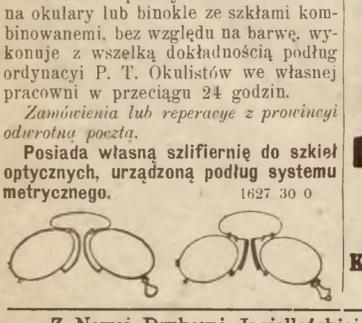 na okulary lub binokle ze szkłami kom-
binowanemi, bez względu na barwę, wy-
konuje z wszelką dokładnością podług
ordynacyi P. T. Okulistów we własnej
pracowni w przeciągu 24 godzin.
Zamówienia lub reperacye z prowincyi
odwrotną pocztą.
Posiada własną szlifiernię do szkieł
optycznych, urządzoną podług systemu
metrycznego. 1627 30 0
K